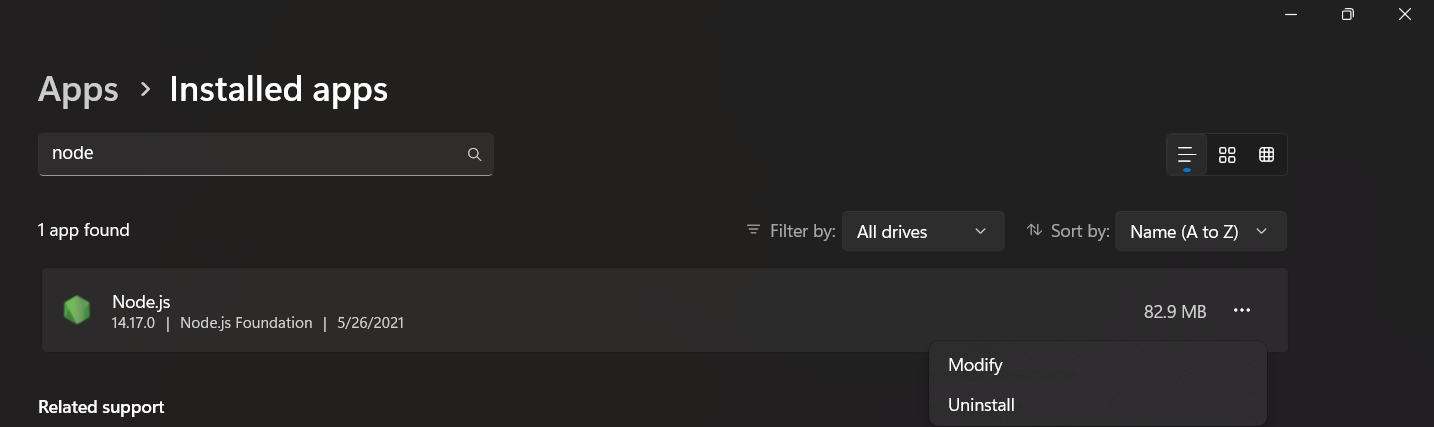 Apps > Installed apps
node
1 app found
Filter by: All drives
Sort by: Name (A to Z)
Node.js
14.17.0 | Node.js Foundation | 5/26/2021
82.9 MB
Modify
Uninstall
Related support